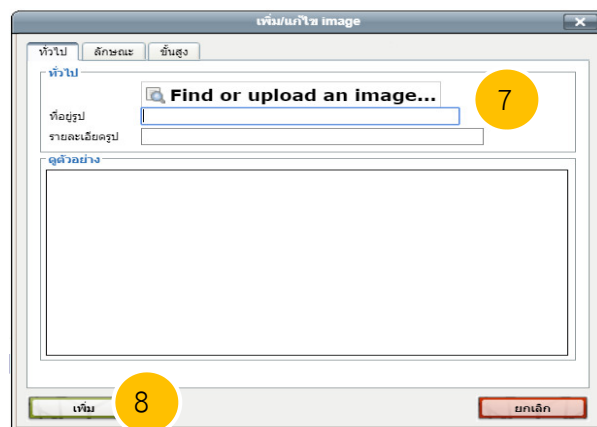 เพิ่ม/แก้ไข image
ทั่วไป ลักษณะ ขั้นสูง
ทั่วไป
Find or upload an image...
7
ที่อยู่รูป
รายละเอียดรูป
ดูตัวอย่าง
เพิ่ม
8
ยกเลิก